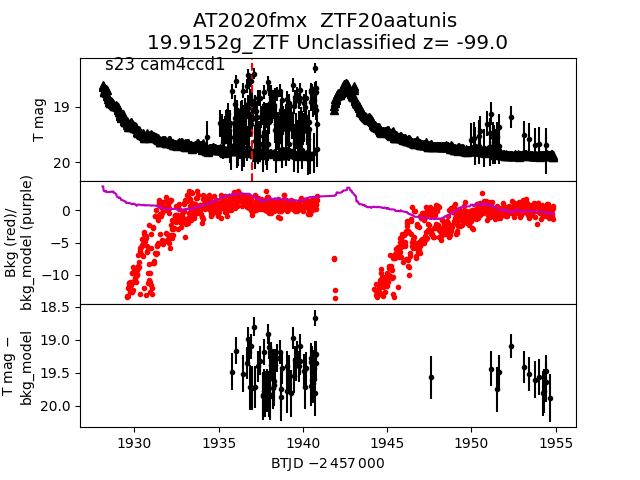 AT2020fmx  ZTF20aatunis
19.9152g_ZTF Unclassified z= -99.0
s23 cam4ccd1
T mag
19
20
Bkg (red)/
bkg_model (purple)
0
−5
−10
T mag −
bkg_model
18.5
19.0
19.5
20.0
1930
1935
1940
1945
1950
1955
BTJD −2 457 000